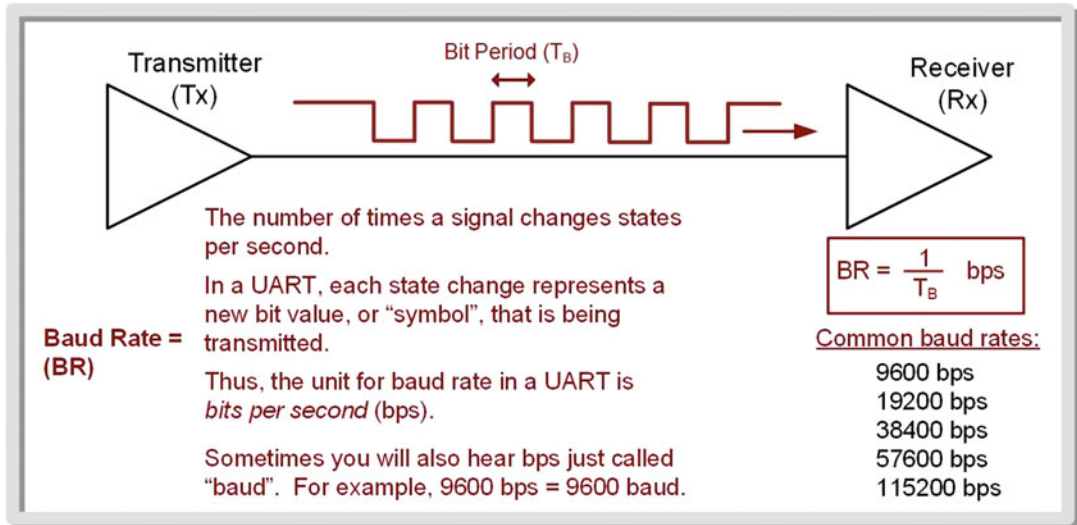 Transmitter
(Tx)
Bit Period (TB)
Receiver
(Rx)
The number of times a signal changes states
per second.
In a UART, each state change represents a
new bit value, or “symbol”, that is being
transmitted.
Baud Rate =
(BR)
Thus, the unit for baud rate in a UART is
bits per second (bps).
Sometimes you will also hear bps just called
“baud”.  For example, 9600 bps = 9600 baud.
BR = 1/TB bps
Common baud rates:
9600 bps
19200 bps
38400 bps
57600 bps
115200 bps